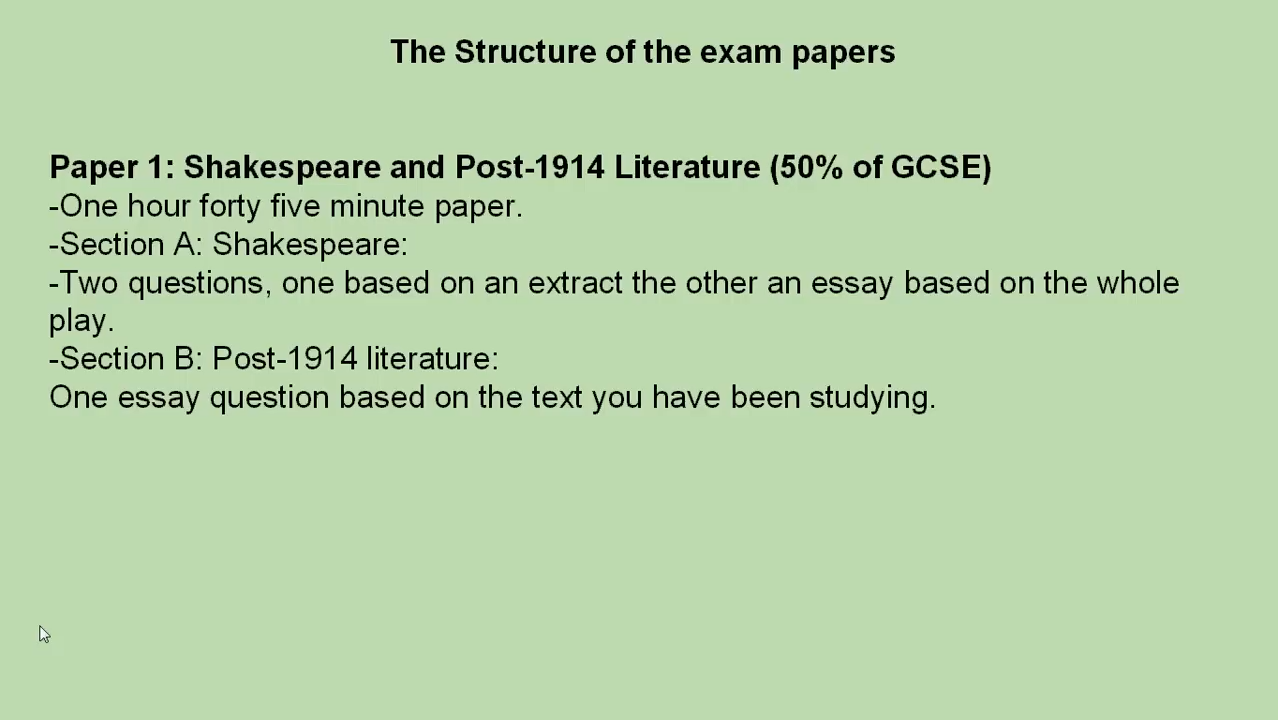 The Structure of the exam papers
Paper 1: Shakespeare and Post-1914 Literature (50% of GCSE)
-One hour forty five minute paper.
-Section A: Shakespeare:
-Two questions, one based on an extract the other an essay based on the whole
play.
-Section B: Post-1914 literature:
One essay question based on the text you have been studying.